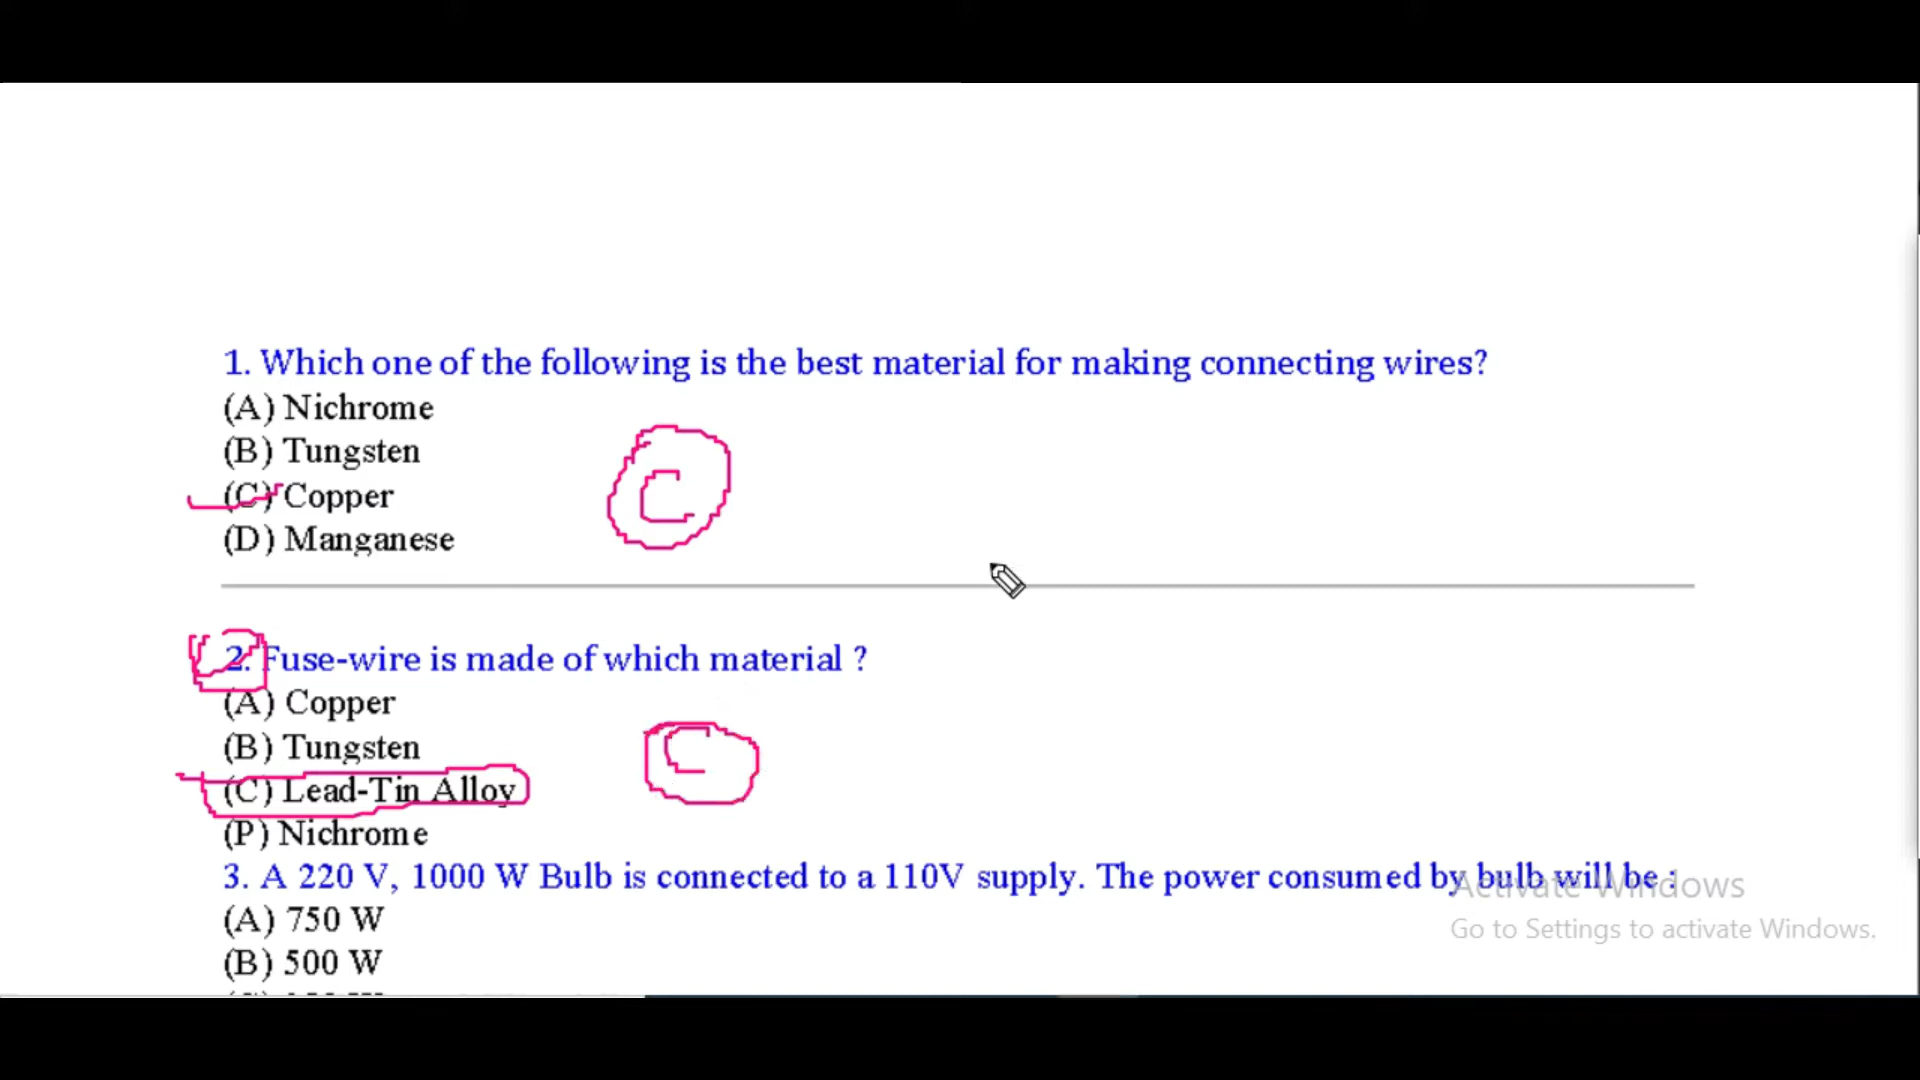 1. Which one of the following is the best material for making connecting wires?
(A) Nichrome
(B) Tungsten
(C) Copper
C
(D) Manganese
2. Fuse-wire is made of which material ?
(A) Copper
(B) Tungsten
C
(C) Lead-Tin Alloy
(P) Nichrome
3. A 220 V, 1000 W Bulb is connected to a 110V supply. The power consumed by bulb will be :
(A) 750 W
(B) 500 W
Activate Windows
Go to Settings to activate Windows.